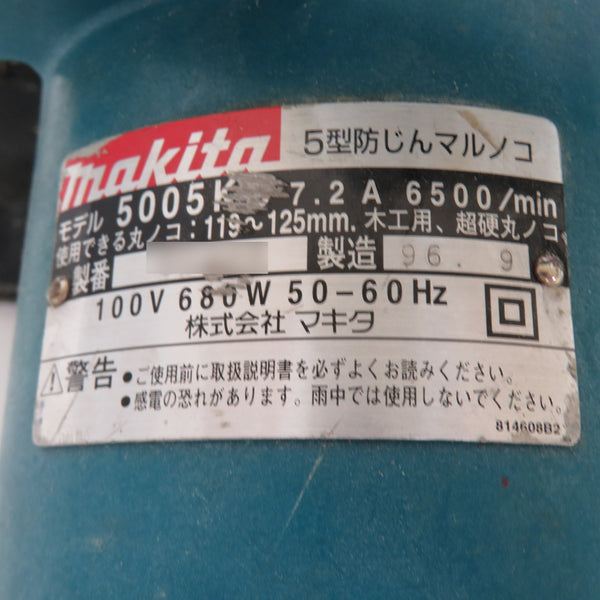 makita 5型防じんマルノコ
モデル 5005 7.2 A 6500/min
使用できる丸ノコ:119～125mm. 木工用、超硬丸ノコ
製番 製造 96.9
100V 680W 50-60Hz
株式会社 マキタ
警告 ●ご使用前に取扱説明書を必ずよくお読みください。
●感電の恐れがあります。雨中では使用しないでください。
814608B2